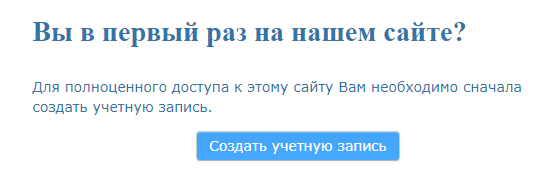 Вы в первый раз на нашем сайте?
Для полноценного доступа к этому сайту Вам необходимо сначала
создать учетную запись.
Создать учетную запись